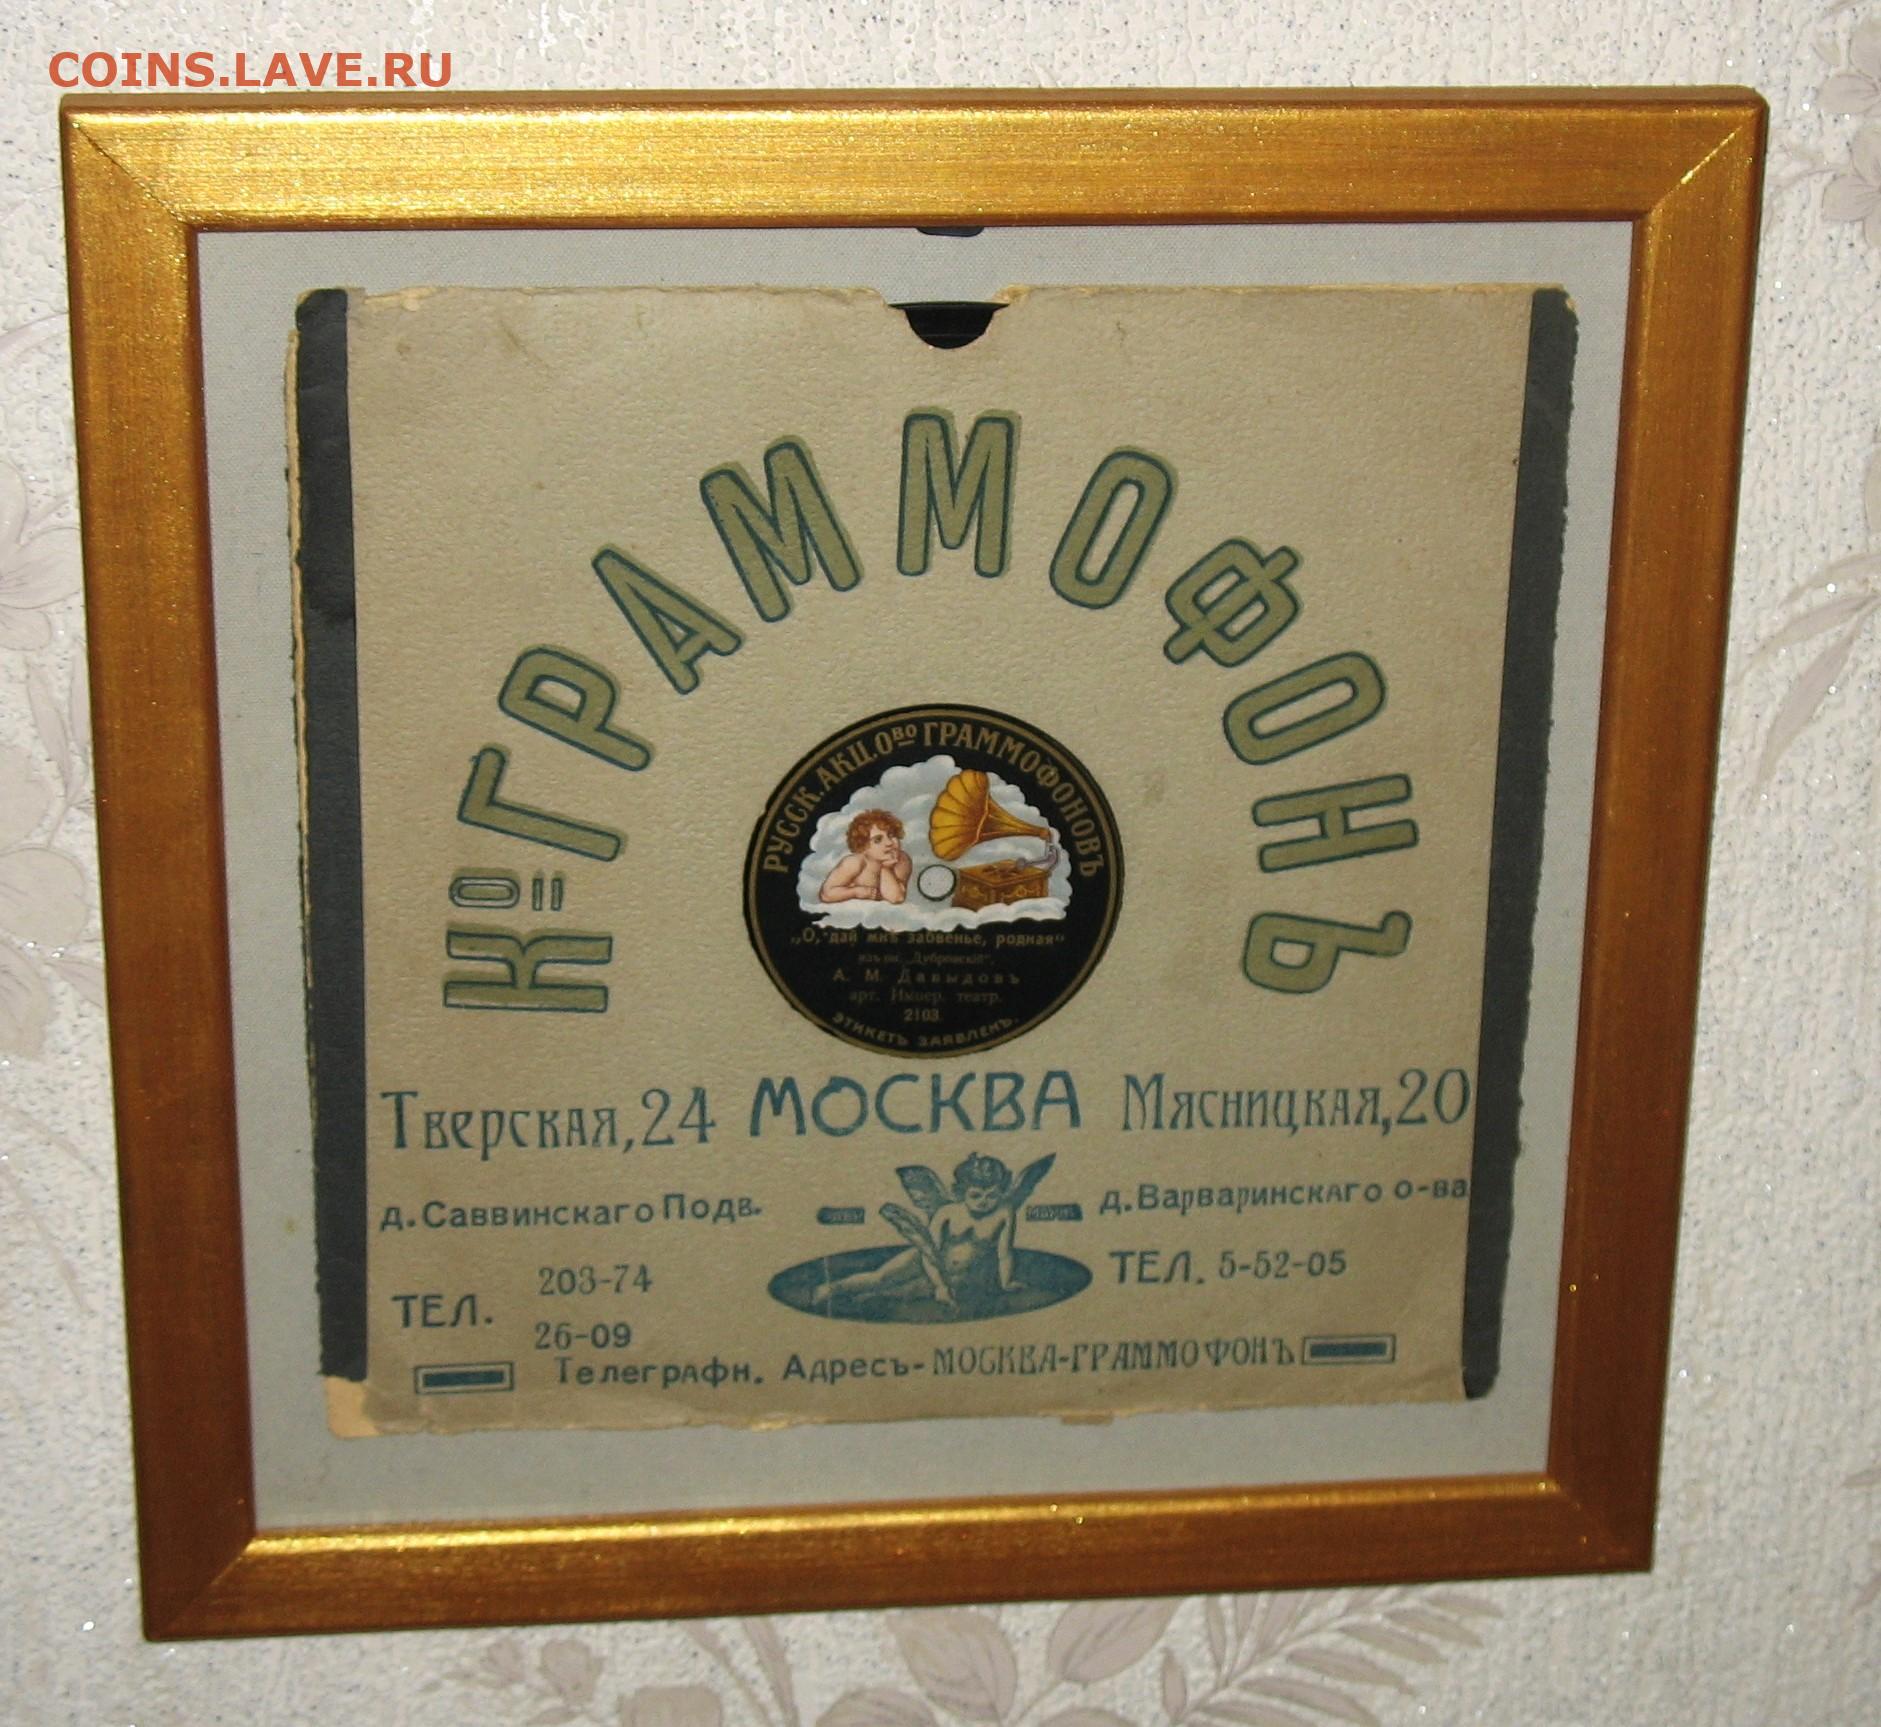 COINS.LAVE.RU
Ко ГРАММОФОНЪ
РУССК. АКЦ. Ово ГРАММОФОНОВЪ
„О, дай мнѣ забвенье, родная“
изъ оп. „Дубровскій“,
А. М. Давыдовъ
арт. Импер. театр.
2103.
ЭТИКЕТЪ ЗАЯВЛЕНЪ.
Тверская, 24 МОСКВА Мясницкая, 20
д. Саввинскаго Подв. д. Варваринскаго о-ва
ТЕЛ. 203-74 ТЕЛ. 5-52-05
26-09
Телеграфн. Адресъ-МОСКВА-ГРАММОФОНЪ